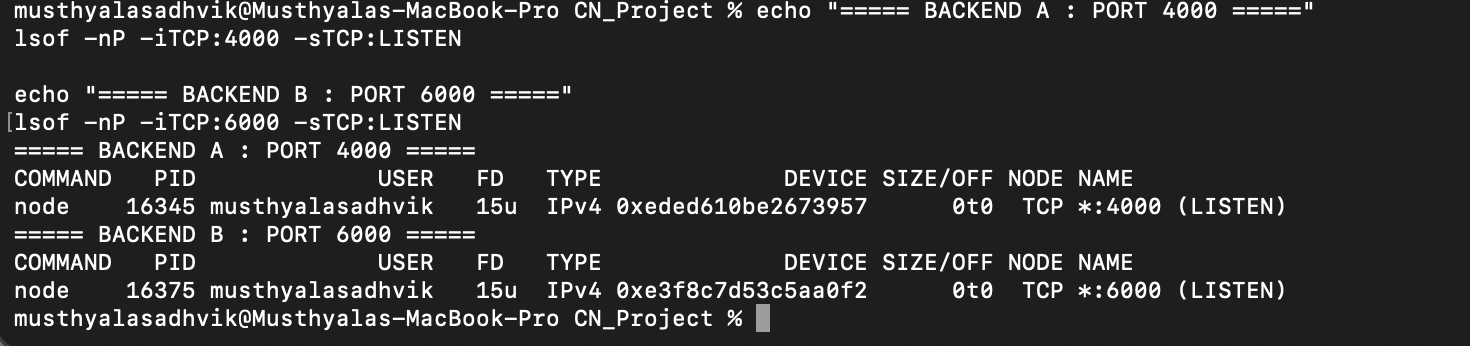 musthyalasadhvik@Musthyalas-MacBook-Pro CN_Project % echo "===== BACKEND A : PORT 4000 ====="
lsof -nP -iTCP:4000 -sTCP:LISTEN

echo "===== BACKEND B : PORT 6000 ====="
[lsof -nP -iTCP:6000 -sTCP:LISTEN
===== BACKEND A : PORT 4000 =====
COMMAND   PID             USER   FD   TYPE             DEVICE SIZE/OFF NODE NAME
node    16345 musthyalasadhvik   15u  IPv4 0xeded610be2673957      0t0  TCP *:4000 (LISTEN)
===== BACKEND B : PORT 6000 =====
COMMAND   PID             USER   FD   TYPE             DEVICE SIZE/OFF NODE NAME
node    16375 musthyalasadhvik   15u  IPv4 0xe3f8c7d53c5aa0f2      0t0  TCP *:6000 (LISTEN)
musthyalasadhvik@Musthyalas-MacBook-Pro CN_Project %